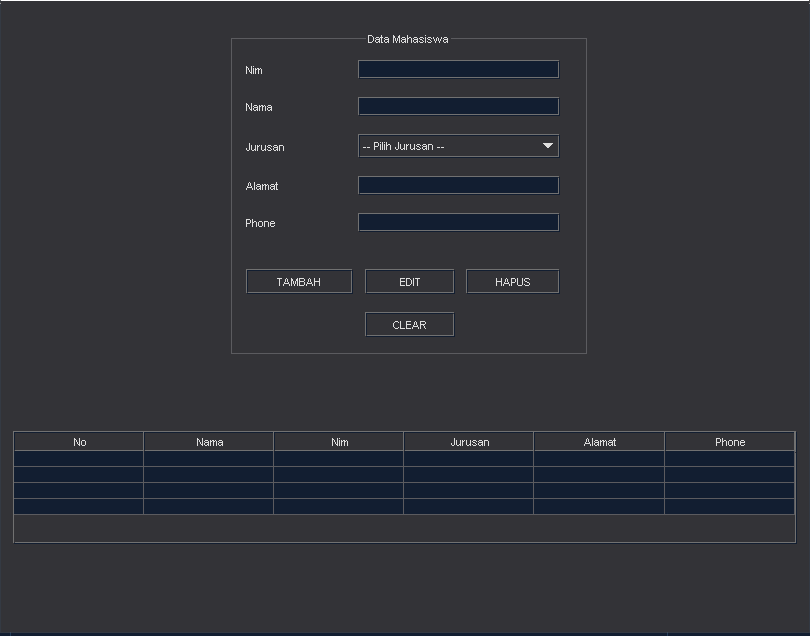 Data Mahasiswa
Nim
Nama
Jurusan -- Pilih Jurusan --
Alamat
Phone
TAMBAH EDIT HAPUS
CLEAR
No Nama Nim Jurusan Alamat Phone